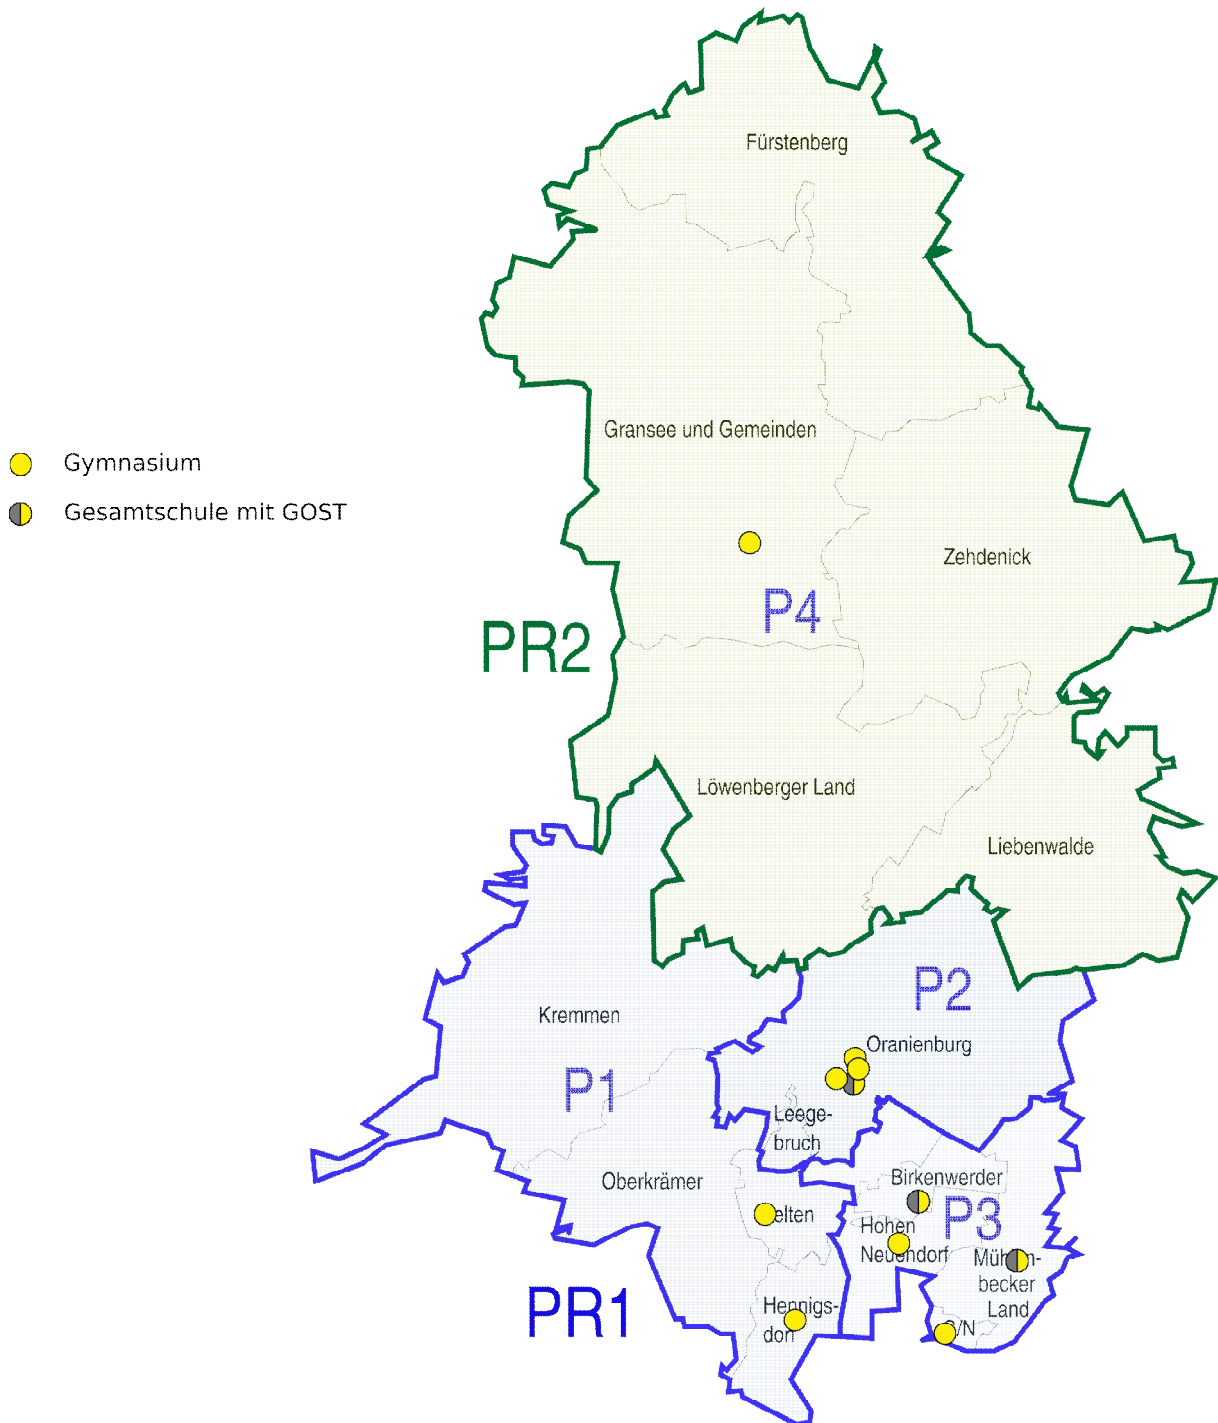 Fürstenberg
Gransee und Gemeinden
Gymnasium
Gesamtschule mit GOST
Zehdenick
P4
PR2
Löwenberger Land
Liebenwalde
P2
Kremmen
Oranienburg
P1
Leege-
bruch
Oberkrämer
Birkenwerder
P3
elten
Hohen
Neuendorf
becker
Land
PR1
Hennigs-
dorf
/N